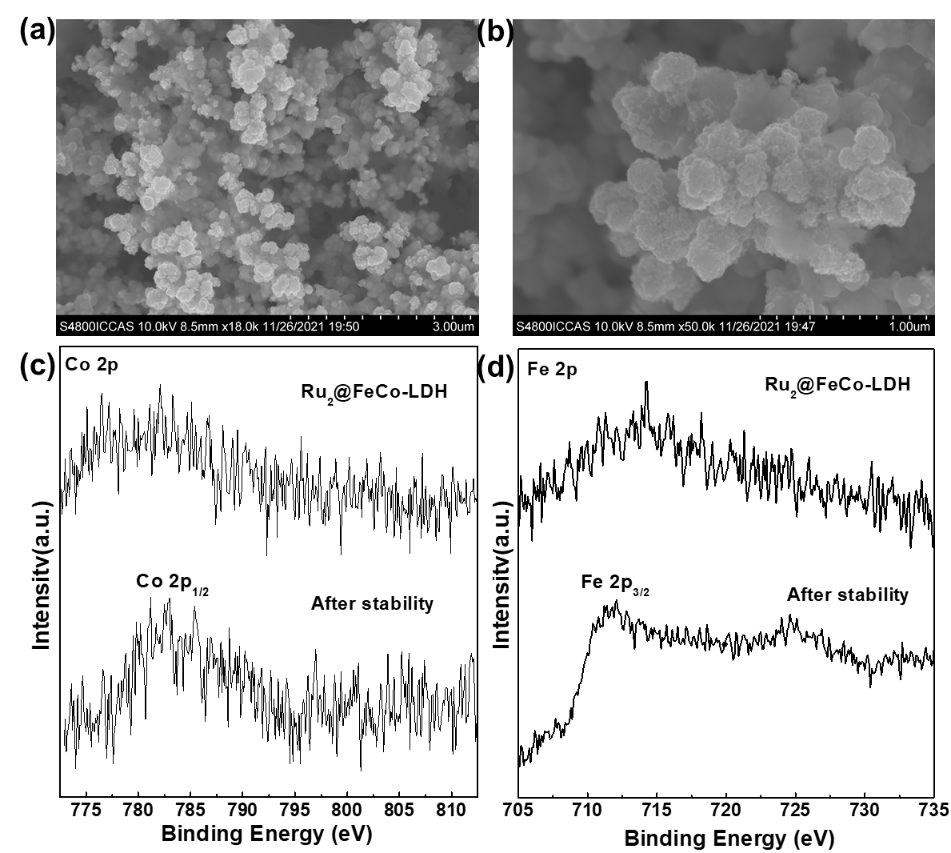 (a)
(b)
S4800ICCAS 10.0kV 8.5mm x18.0k 11/26/2021 19:50 3.00um
S4800ICCAS 10.0kV 8.5mm x50.0k 11/26/2021 19:47 1.00um
(c)
Co 2p
Ru2@FeCo-LDH
Co 2p1/2
After stability
Intensity(a.u.)
775 780 785 790 795 800 805 810
Binding Energy (eV)
(d)
Fe 2p
Ru2@FeCo-LDH
Fe 2p3/2
After stability
Intensity(a.u.)
705 710 715 720 725 730 735
Binding Energy (eV)